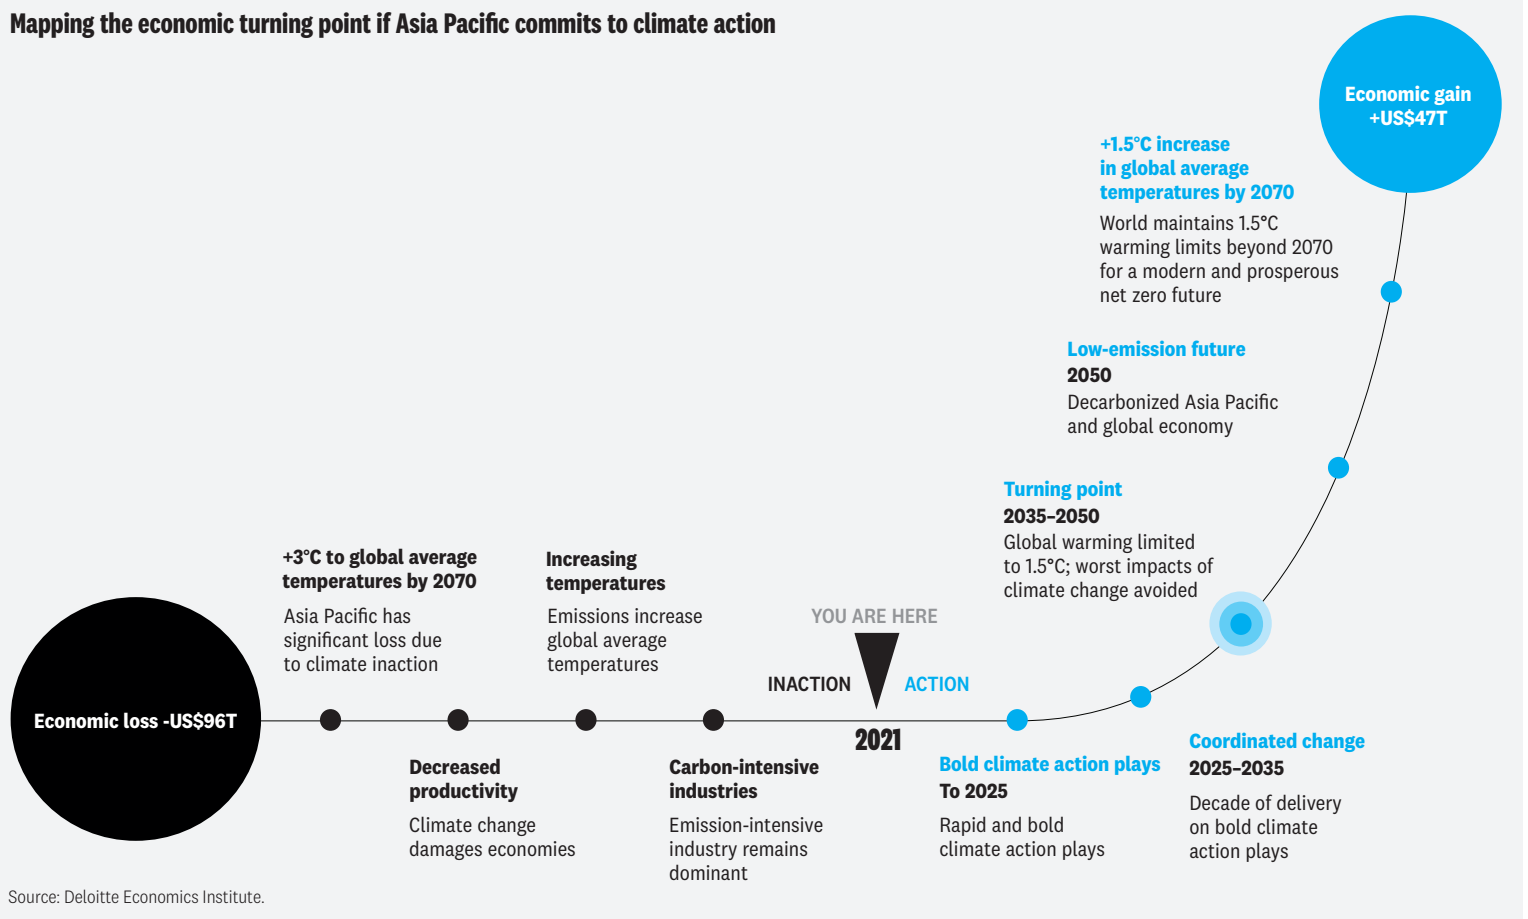 Mapping the economic turning point if Asia Pacific commits to climate action
Economic gain
+US$47T
+1.5°C increase
in global average
temperatures by 2070
World maintains 1.5°C
warming limits beyond 2070
for a modern and prosperous
net zero future
Low-emission future
2050
Decarbonized Asia Pacific
and global economy
Turning point
2035–2050
Global warming limited
to 1.5°C; worst impacts of
climate change avoided
+3°C to global average
temperatures by 2070
Asia Pacific has
significant loss due
to climate inaction
Increasing
temperatures
Emissions increase
global average
temperatures
YOU ARE HERE
INACTION
ACTION
Economic loss -US$96T
2021
Decreased
productivity
Climate change
damages economies
Carbon-intensive
industries
Emission-intensive
industry remains
dominant
Bold climate action plays
To 2025
Rapid and bold
climate action plays
Coordinated change
2025–2035
Decade of delivery
on bold climate
action plays
Source: Deloitte Economics Institute.